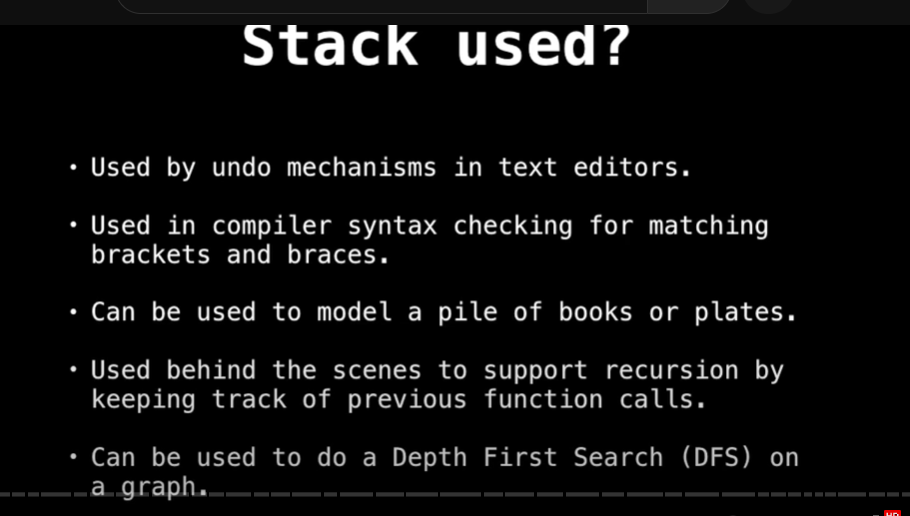 Stack used?
• Used by undo mechanisms in text editors.
• Used in compiler syntax checking for matching
brackets and braces.
• Can be used to model a pile of books or plates.
• Used behind the scenes to support recursion by
keeping track of previous function calls.
• Can be used to do a Depth First Search (DFS) on
a graph.
HD